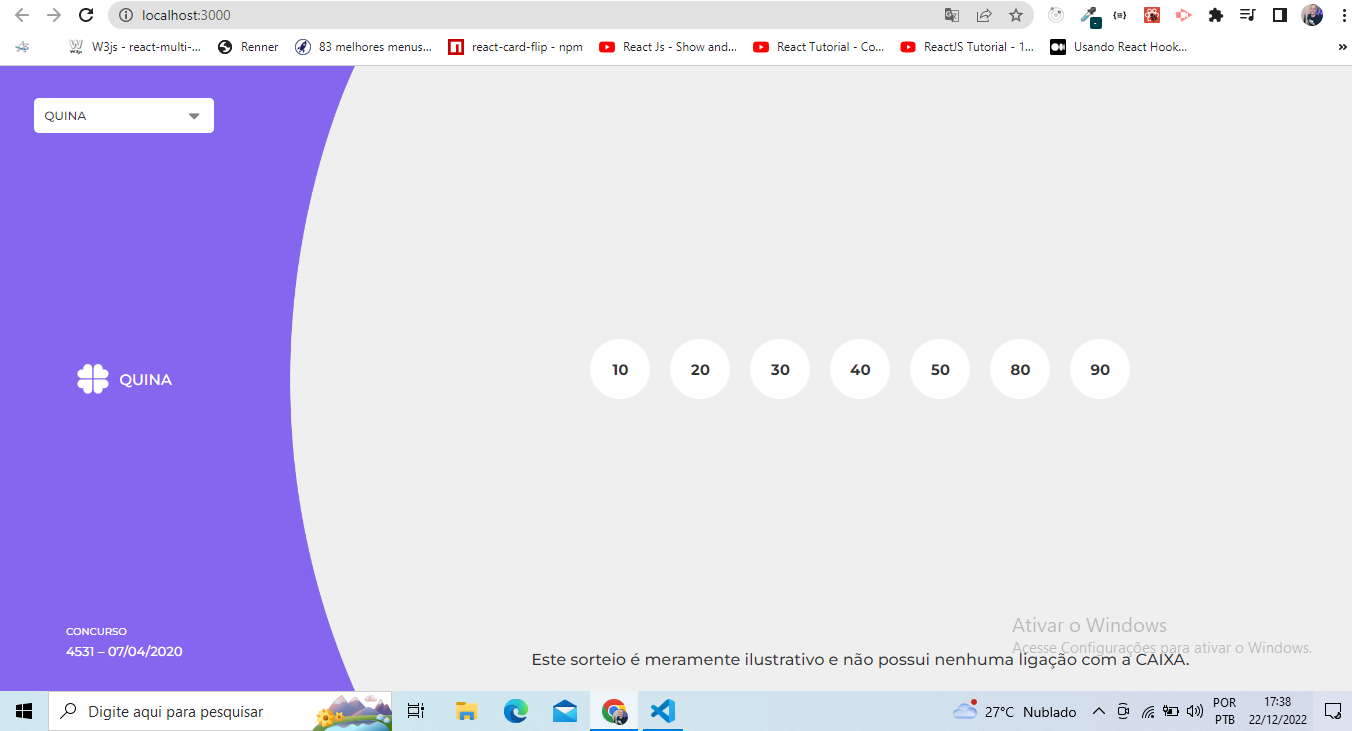 localhost:3000
W3js - react-multi-...
Renner
83 melhores menus...
react-card-flip - npm
React Js - Show and...
React Tutorial - Co...
ReactJS Tutorial - 1...
Usando React Hook...
»
QUINA
QUINA
10 20 30 40 50 80 90
CONCURSO
4531 – 07/04/2020
Ativar o Windows
Acesse Configurações para ativar o Windows.
Este sorteio é meramente ilustrativo e não possui nenhuma ligação com a CAIXA.
Digite aqui para pesquisar
27°C Nublado
POR
PTB
17:38
22/12/2022